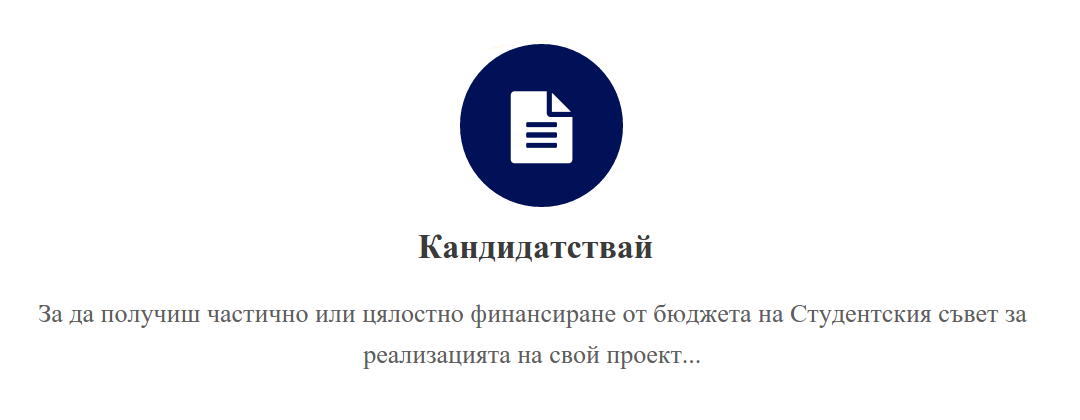 Кандидатствай
За да получиш частично или цялостно финансиране от бюджета на Студентския съвет за
реализацията на свой проект...